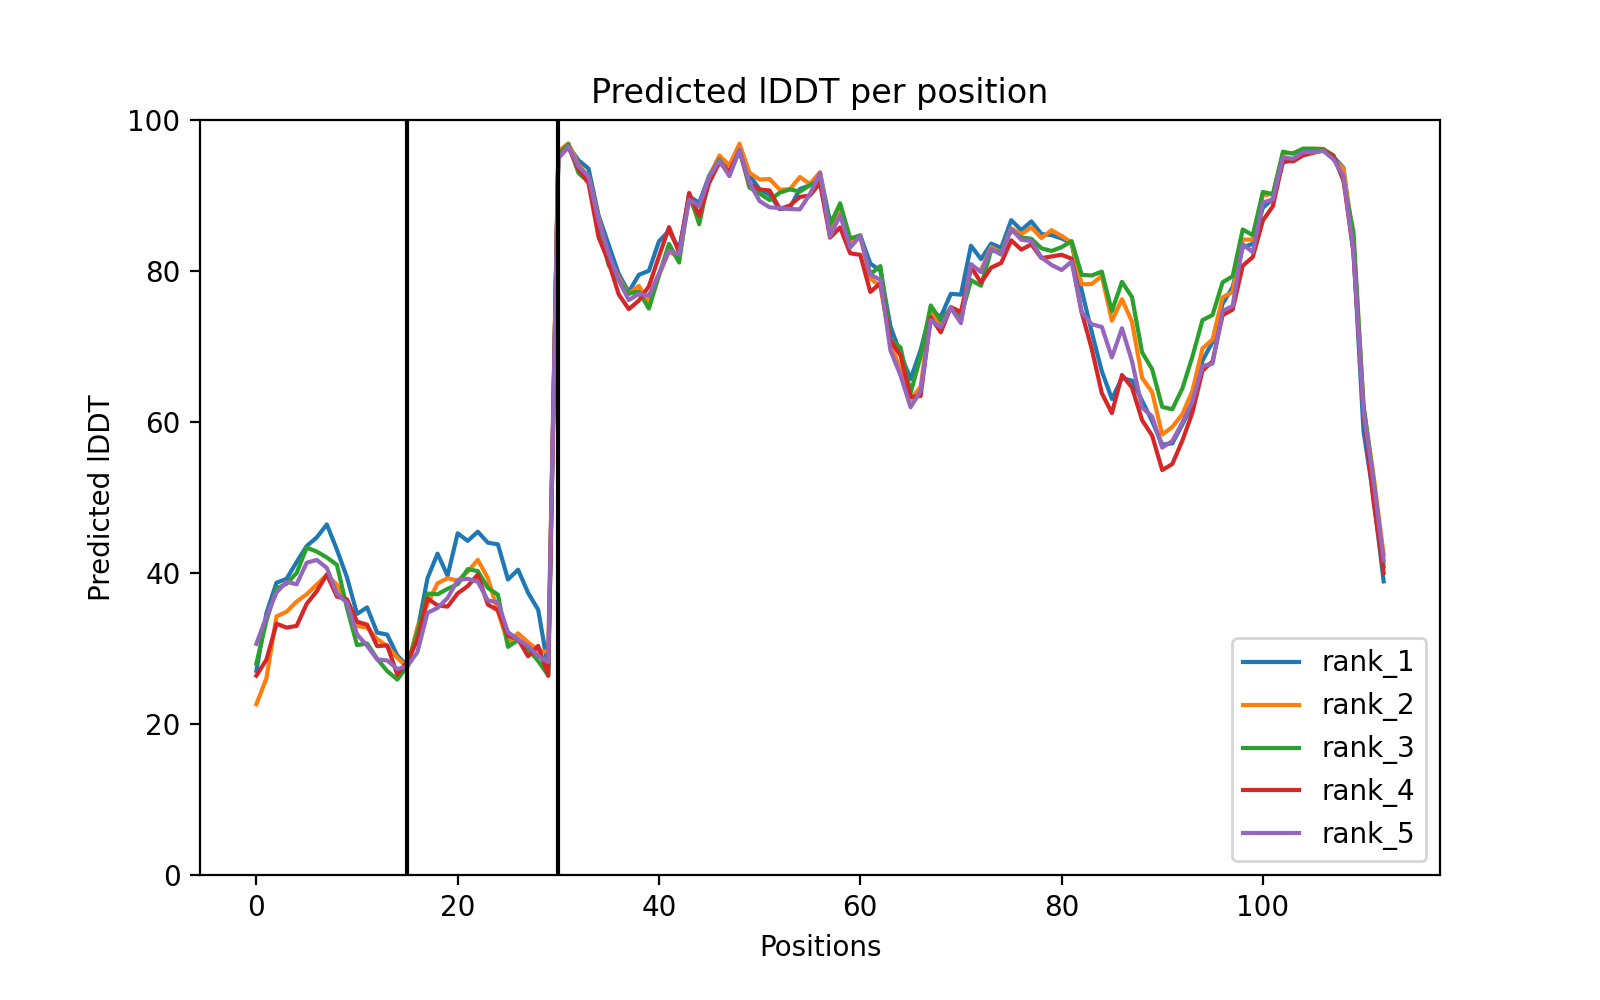 Predicted lDDT per position
100
80
60
40
20
0
Predicted lDDT
0 20 40 60 80 100
Positions
rank_1
rank_2
rank_3
rank_4
rank_5